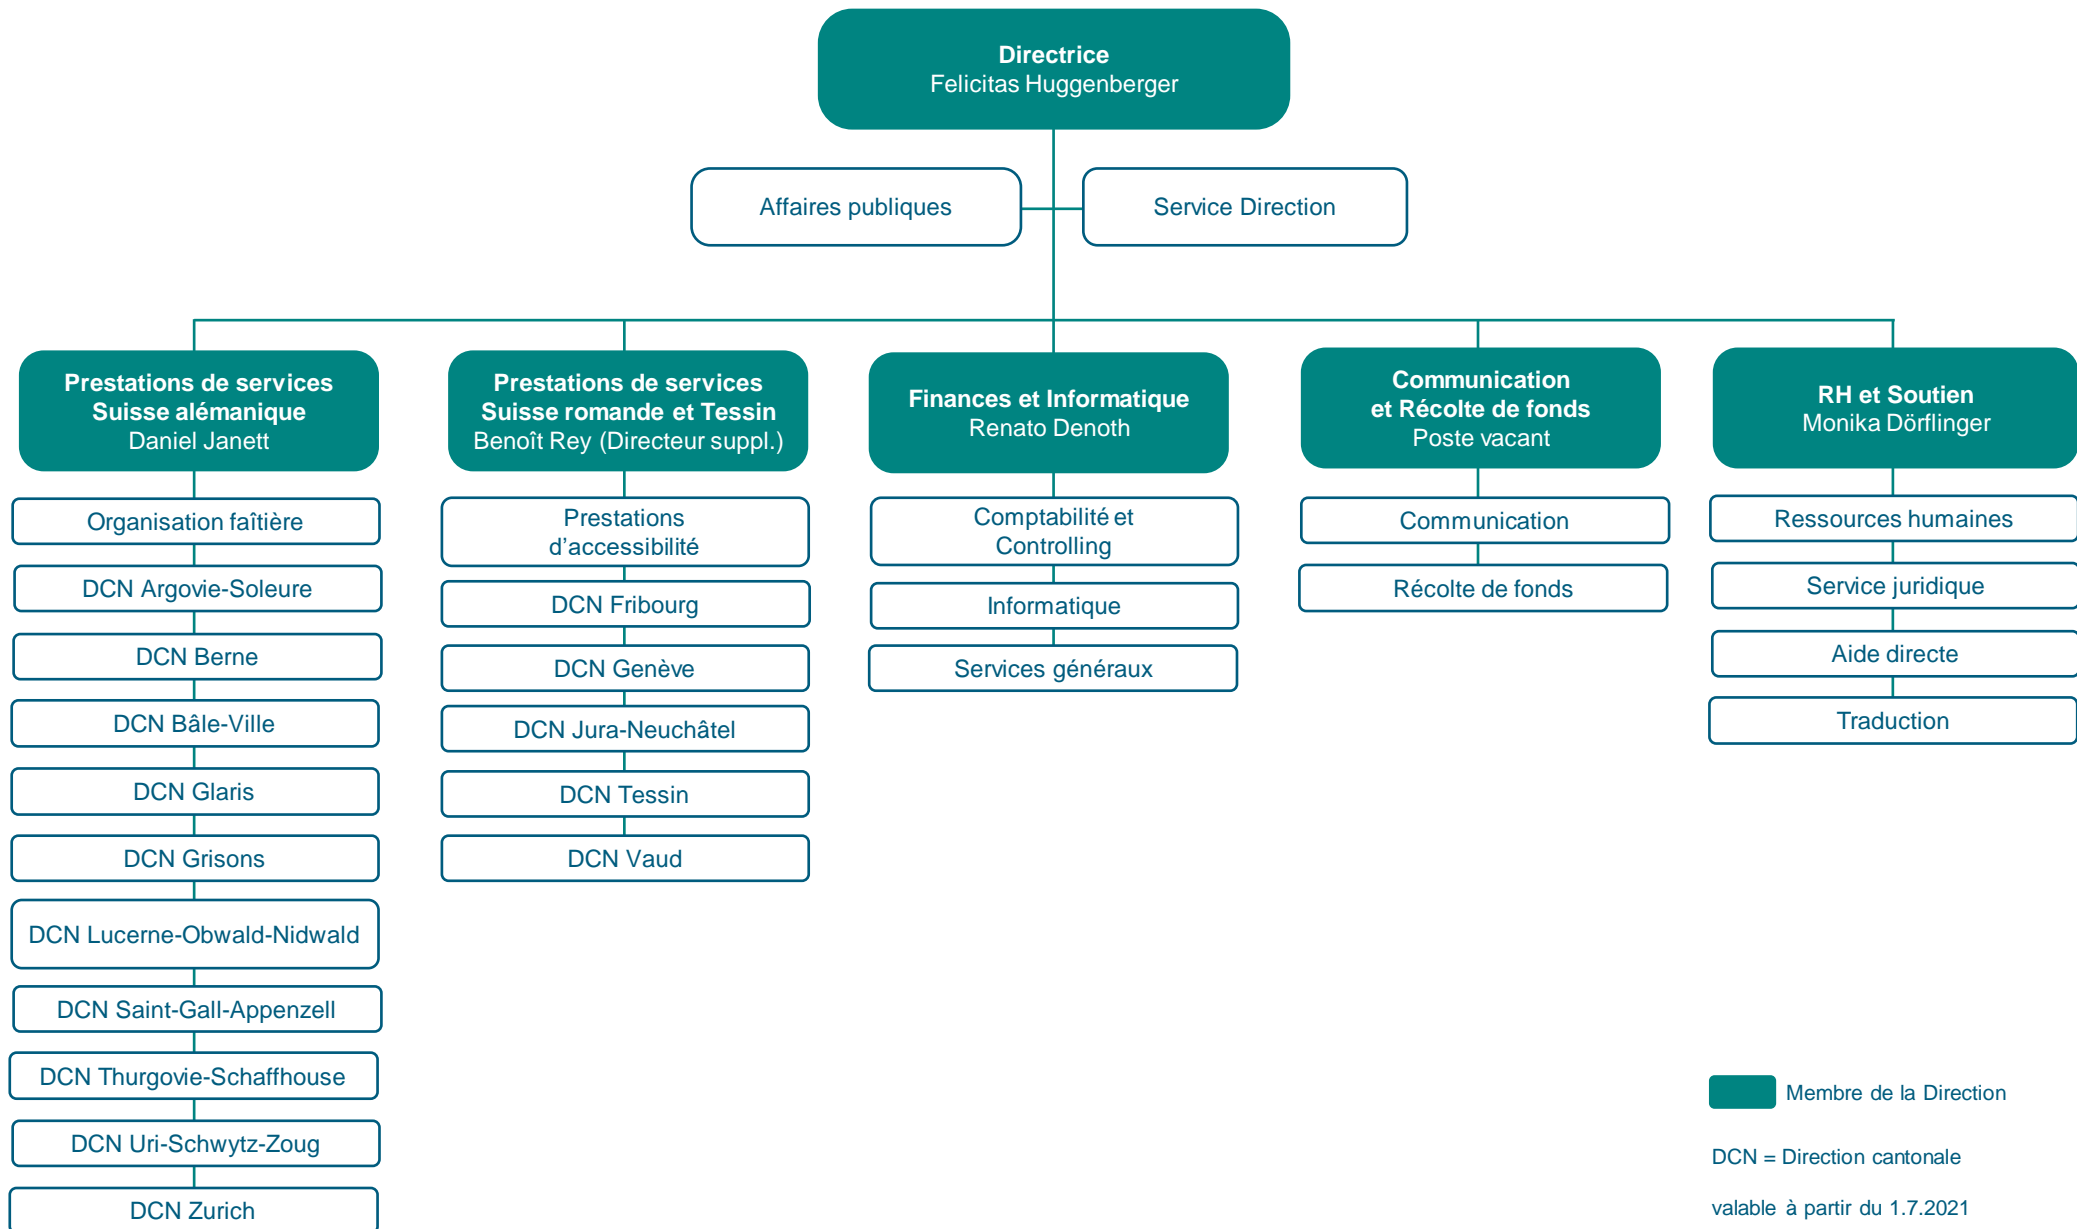 Directrice
Felicitas Huggenberger
Affaires publiques
Service Direction
Prestations de services
Suisse alémanique
Daniel Janett
Organisation faîtière
DCN Argovie-Soleure
DCN Berne
DCN Bâle-Ville
DCN Glaris
DCN Grisons
DCN Lucerne-Obwald-Nidwald
DCN Saint-Gall-Appenzell
DCN Thurgovie-Schaffhouse
DCN Uri-Schwytz-Zoug
DCN Zurich
Prestations de services
Suisse romande et Tessin
Benoît Rey (Directeur suppl.)
Prestations
d’accessibilité
DCN Fribourg
DCN Genève
DCN Jura-Neuchâtel
DCN Tessin
DCN Vaud
Finances et Informatique
Renato Denoth
Comptabilité et
Controlling
Informatique
Services généraux
Communication
et Récolte de fonds
Poste vacant
Communication
Récolte de fonds
RH et Soutien
Monika Dörflinger
Ressources humaines
Service juridique
Aide directe
Traduction
Membre de la Direction
DCN = Direction cantonale
valable à partir du 1.7.2021